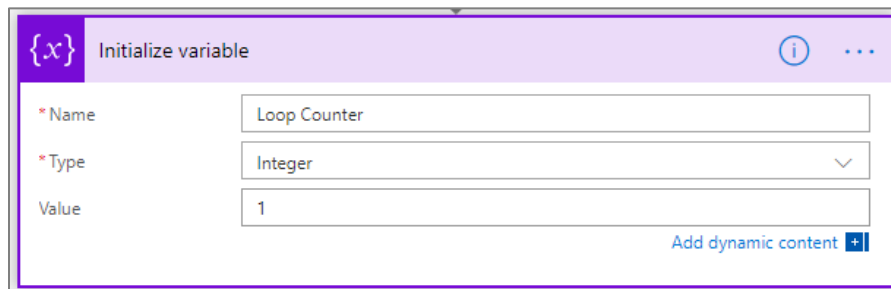 {x} Initialize variable
* Name Loop Counter
* Type Integer
Value 1
Add dynamic content